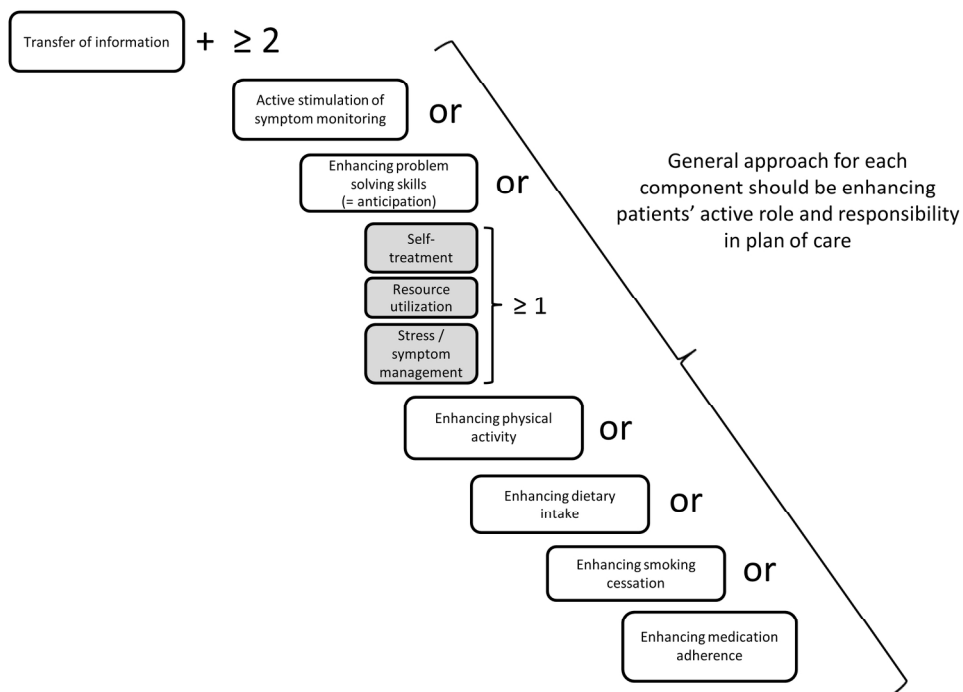 Transfer of information + ≥ 2
Active stimulation of
symptom monitoring
or
Enhancing problem
solving skills
(= anticipation)
or
Self-
treatment
Resource
utilization
Stress /
symptom
management
≥ 1
Enhancing physical
activity
or
Enhancing dietary
intake
or
Enhancing smoking
cessation
or
Enhancing medication
adherence
General approach for each
component should be enhancing
patients’ active role and responsibility
in plan of care